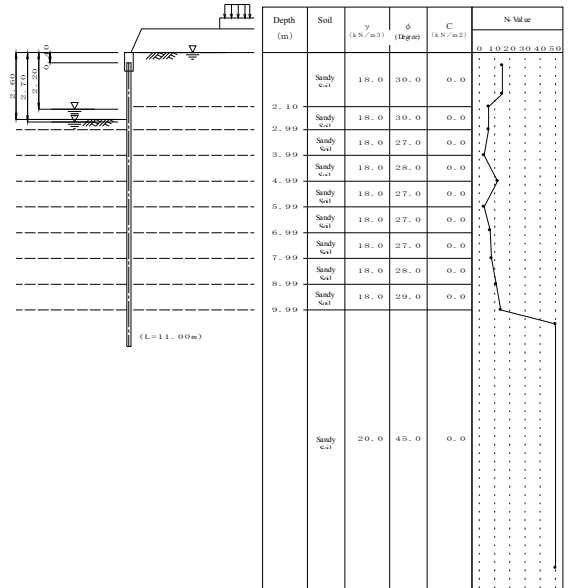 Depth Soil γ φ C N-Value
(m) (kN/m3) (Degree) (kN/m2)
0 10 20 30 40 50
0.40
2.20
2.70
2.60
Sandy Soil 18.0 30.0 0.0
2.10
Sandy Soil 18.0 30.0 0.0
2.99
Sandy Soil 18.0 27.0 0.0
3.99
Sandy Soil 18.0 28.0 0.0
4.99
Sandy Soil 18.0 27.0 0.0
5.99
Sandy Soil 18.0 27.0 0.0
6.99
Sandy Soil 18.0 27.0 0.0
7.99
Sandy Soil 18.0 28.0 0.0
8.99
Sandy Soil 18.0 29.0 0.0
9.99
(L=11.00m)
Sandy Soil 20.0 45.0 0.0